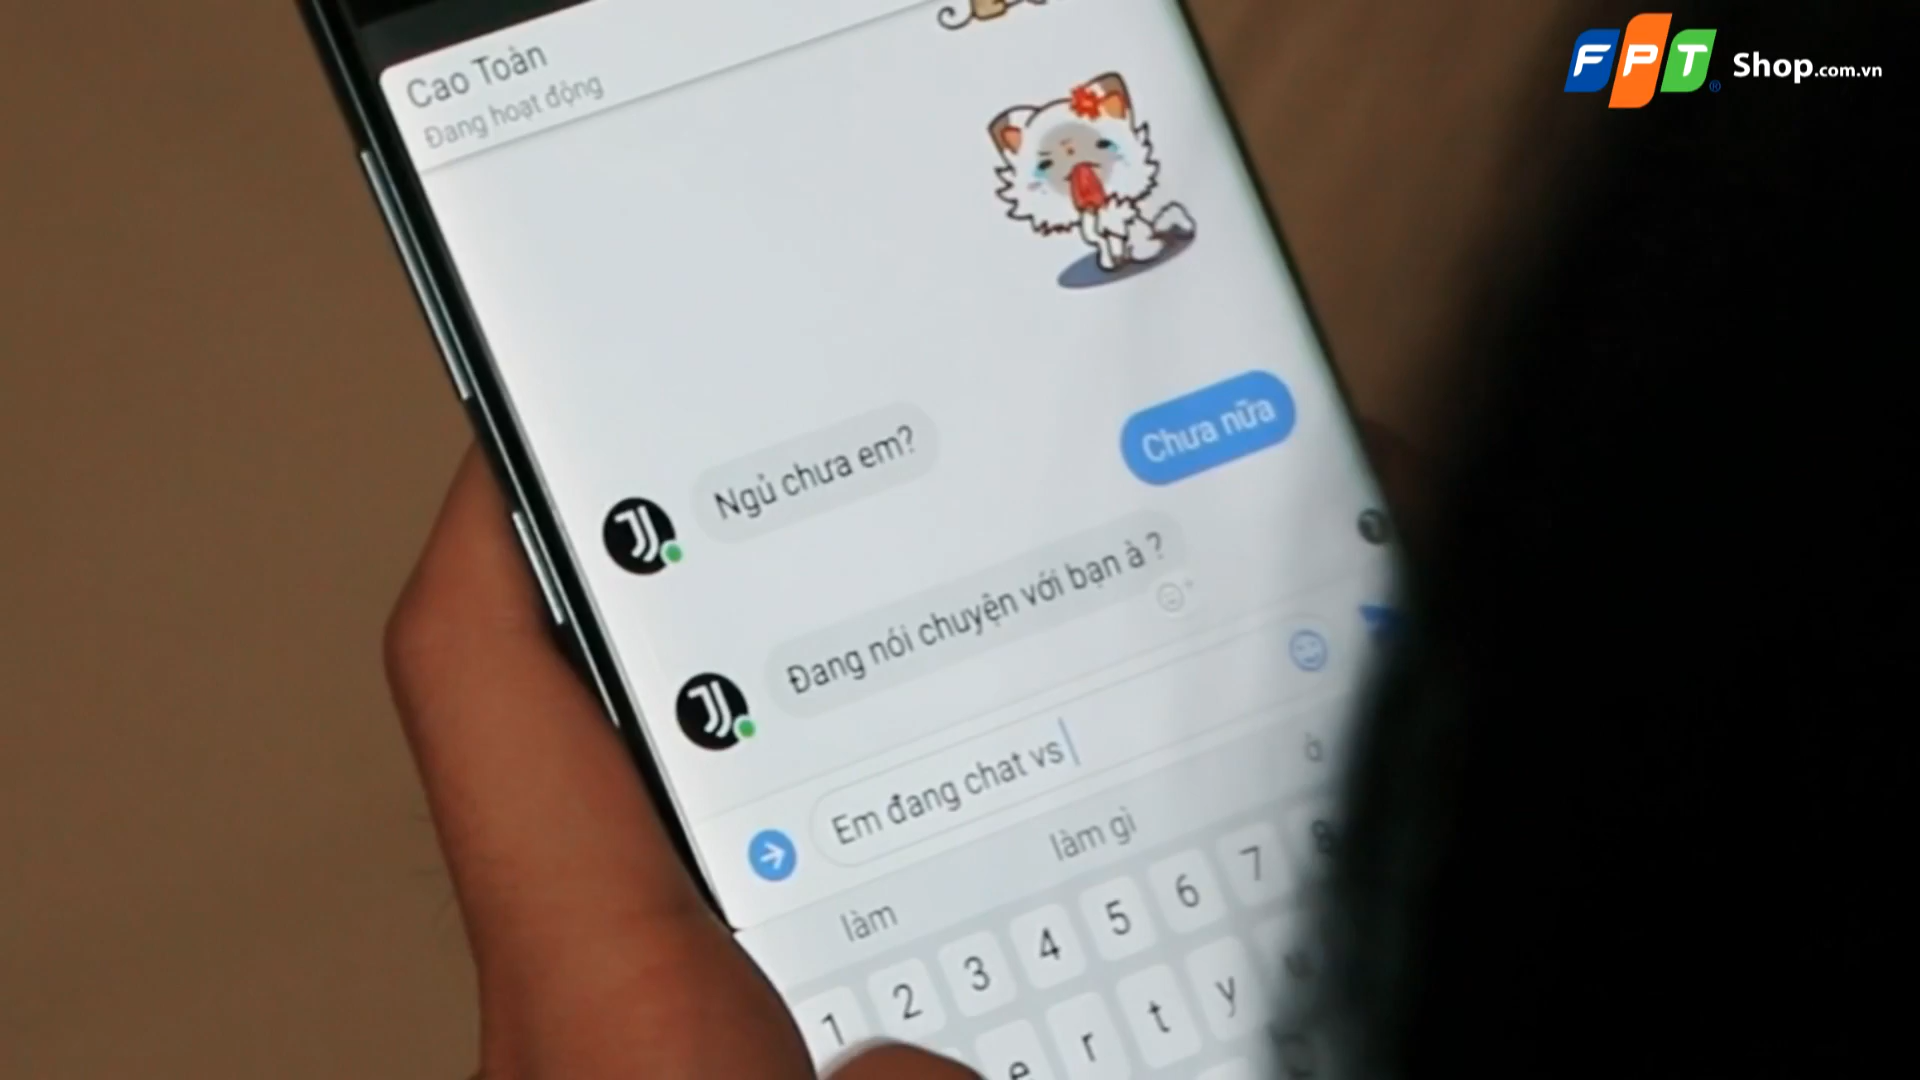 FPT Shop.com.vn
Cao Toàn
Đang hoạt động
Chưa nữa
Ngủ chưa em?
Đang nói chuyện với bạn à ?
Em đang chat vs
làm
làm gì
à
1 2 3 4 5 6 7 8
e r t y